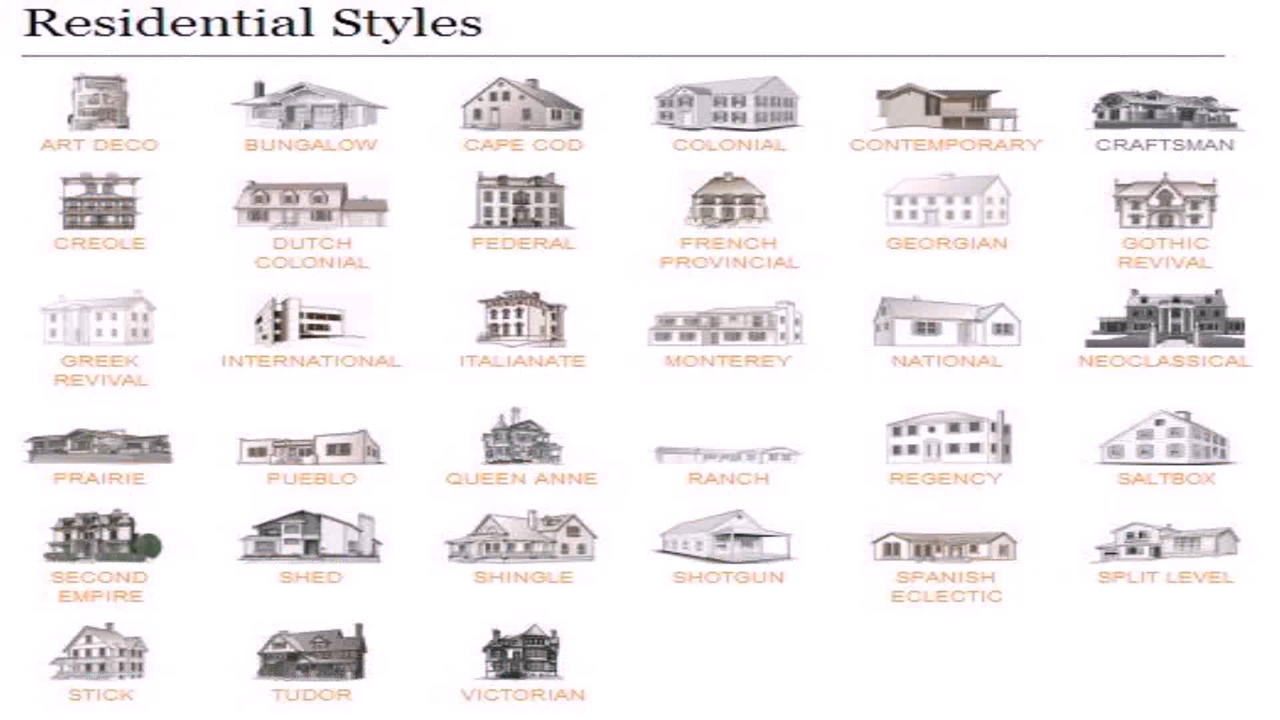 Residential Styles
ART DECO
BUNGALOW
CAPE COD
COLONIAL
CONTEMPORARY
CRAFTSMAN
CREOLE
DUTCH
COLONIAL
FEDERAL
FRENCH
PROVINCIAL
GEORGIAN
GOTHIC
REVIVAL
GREEK
REVIVAL
INTERNATIONAL
ITALIANATE
MONTEREY
NATIONAL
NEOCLASSICAL
PRAIRIE
PUEBLO
QUEEN ANNE
RANCH
REGENCY
SALTBOX
SECOND
EMPIRE
SHED
SHINGLE
SHOTGUN
SPANISH
ECLECTIC
SPLIT LEVEL
STICK
TUDOR
VICTORIAN